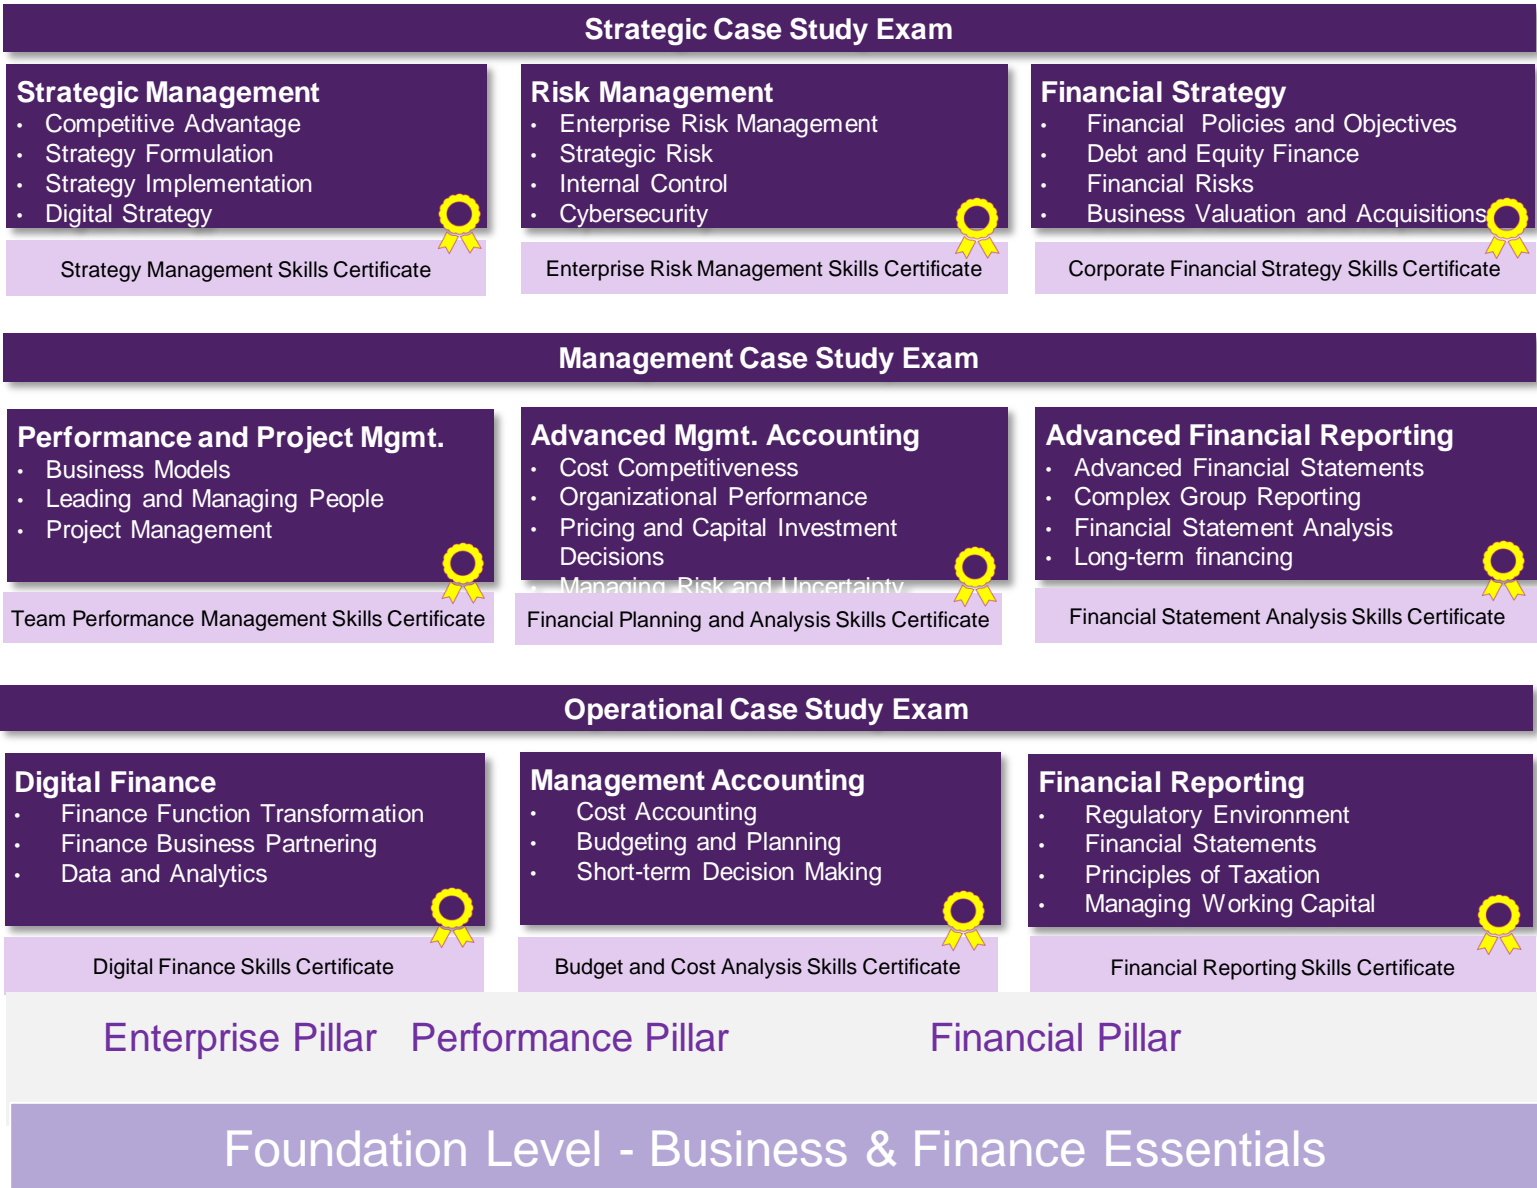 Strategic Case Study Exam
Strategic Management
• Competitive Advantage
• Strategy Formulation
• Strategy Implementation
• Digital Strategy
Strategy Management Skills Certificate
Risk Management
• Enterprise Risk Management
• Strategic Risk
• Internal Control
• Cybersecurity
Enterprise Risk Management Skills Certificate
Financial Strategy
• Financial Policies and Objectives
• Debt and Equity Finance
• Financial Risks
• Business Valuation and Acquisitions
Corporate Financial Strategy Skills Certificate
Management Case Study Exam
Performance and Project Mgmt.
• Business Models
• Leading and Managing People
• Project Management
Team Performance Management Skills Certificate
Advanced Mgmt. Accounting
• Cost Competitiveness
• Organizational Performance
• Pricing and Capital Investment
Decisions
• Managing Risk and Uncertainty
Financial Planning and Analysis Skills Certificate
Advanced Financial Reporting
• Advanced Financial Statements
• Complex Group Reporting
• Financial Statement Analysis
• Long-term financing
Financial Statement Analysis Skills Certificate
Operational Case Study Exam
Digital Finance
• Finance Function Transformation
• Finance Business Partnering
• Data and Analytics
Digital Finance Skills Certificate
Management Accounting
• Cost Accounting
• Budgeting and Planning
• Short-term Decision Making
Budget and Cost Analysis Skills Certificate
Financial Reporting
• Regulatory Environment
• Financial Statements
• Principles of Taxation
• Managing Working Capital
Financial Reporting Skills Certificate
Enterprise Pillar Performance Pillar Financial Pillar
Foundation Level - Business & Finance Essentials